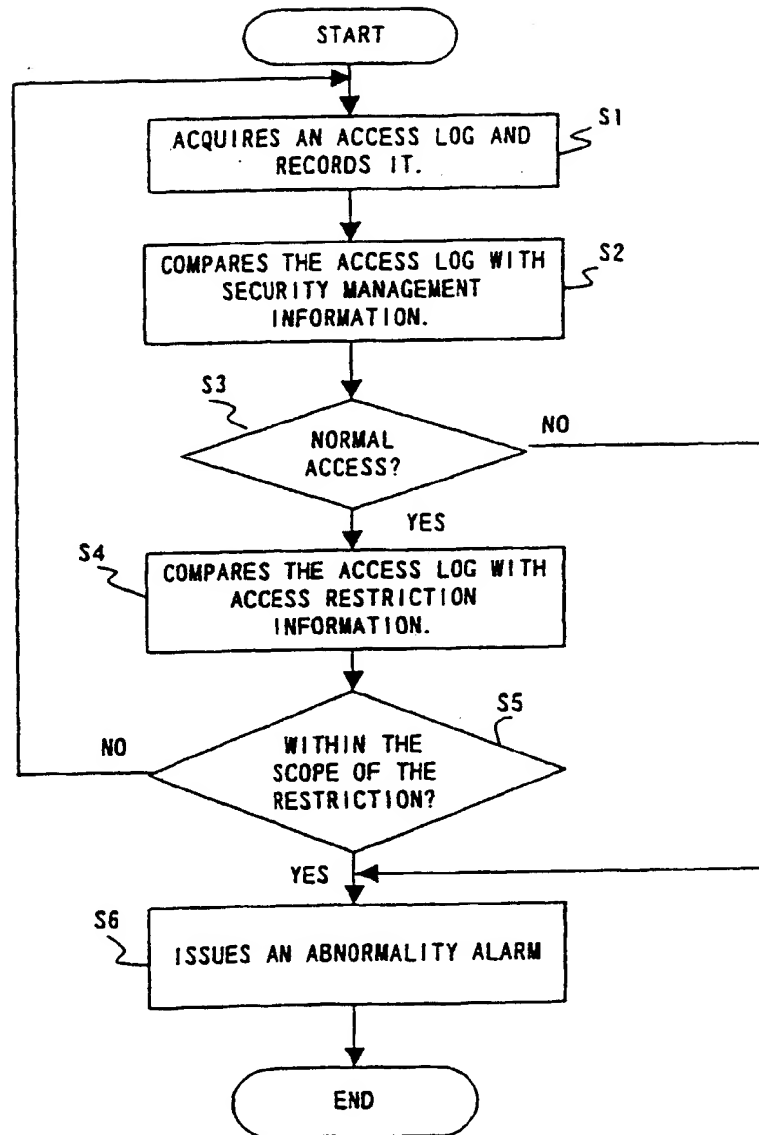 START
S1
ACQUIRES AN ACCESS LOG AND
RECORDS IT.
S2
COMPARES THE ACCESS LOG WITH
SECURITY MANAGEMENT
INFORMATION.
S3
NORMAL
ACCESS?
NO
YES
S4
COMPARES THE ACCESS LOG WITH
ACCESS RESTRICTION
INFORMATION.
S5
NO
WITHIN THE
SCOPE OF THE
RESTRICTION?
YES
S6
ISSUES AN ABNORMALITY ALARM
END